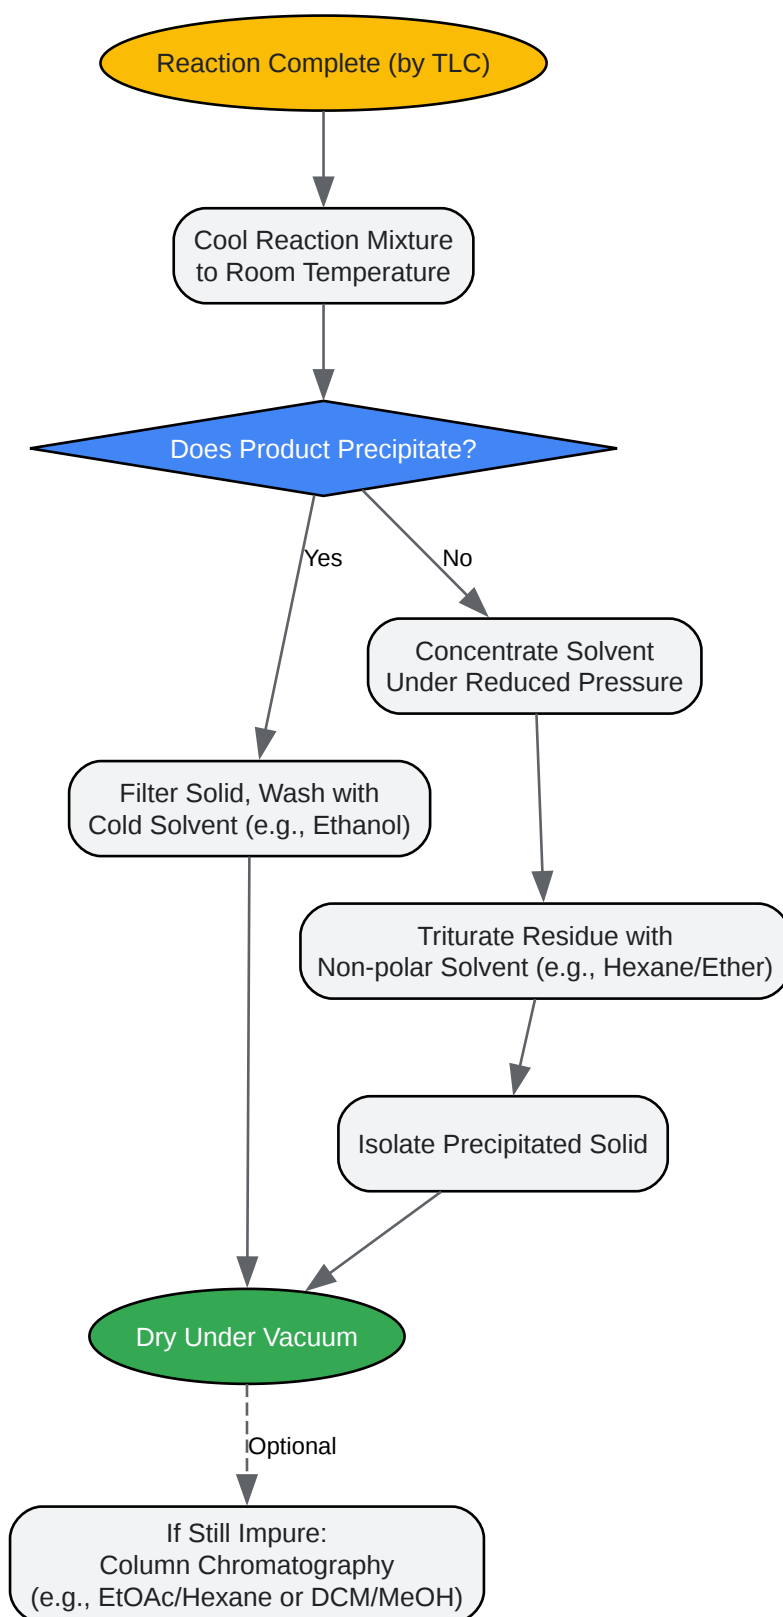 Reaction Complete (by TLC)
Cool Reaction Mixture
to Room Temperature
Does Product Precipitate?
Yes
No
Concentrate Solvent
Under Reduced Pressure
Filter Solid, Wash with
Cold Solvent (e.g., Ethanol)
Triturate Residue with
Non-polar Solvent (e.g., Hexane/Ether)
Isolate Precipitated Solid
Dry Under Vacuum
Optional
If Still Impure:
Column Chromatography
(e.g., EtOAc/Hexane or DCM/MeOH)